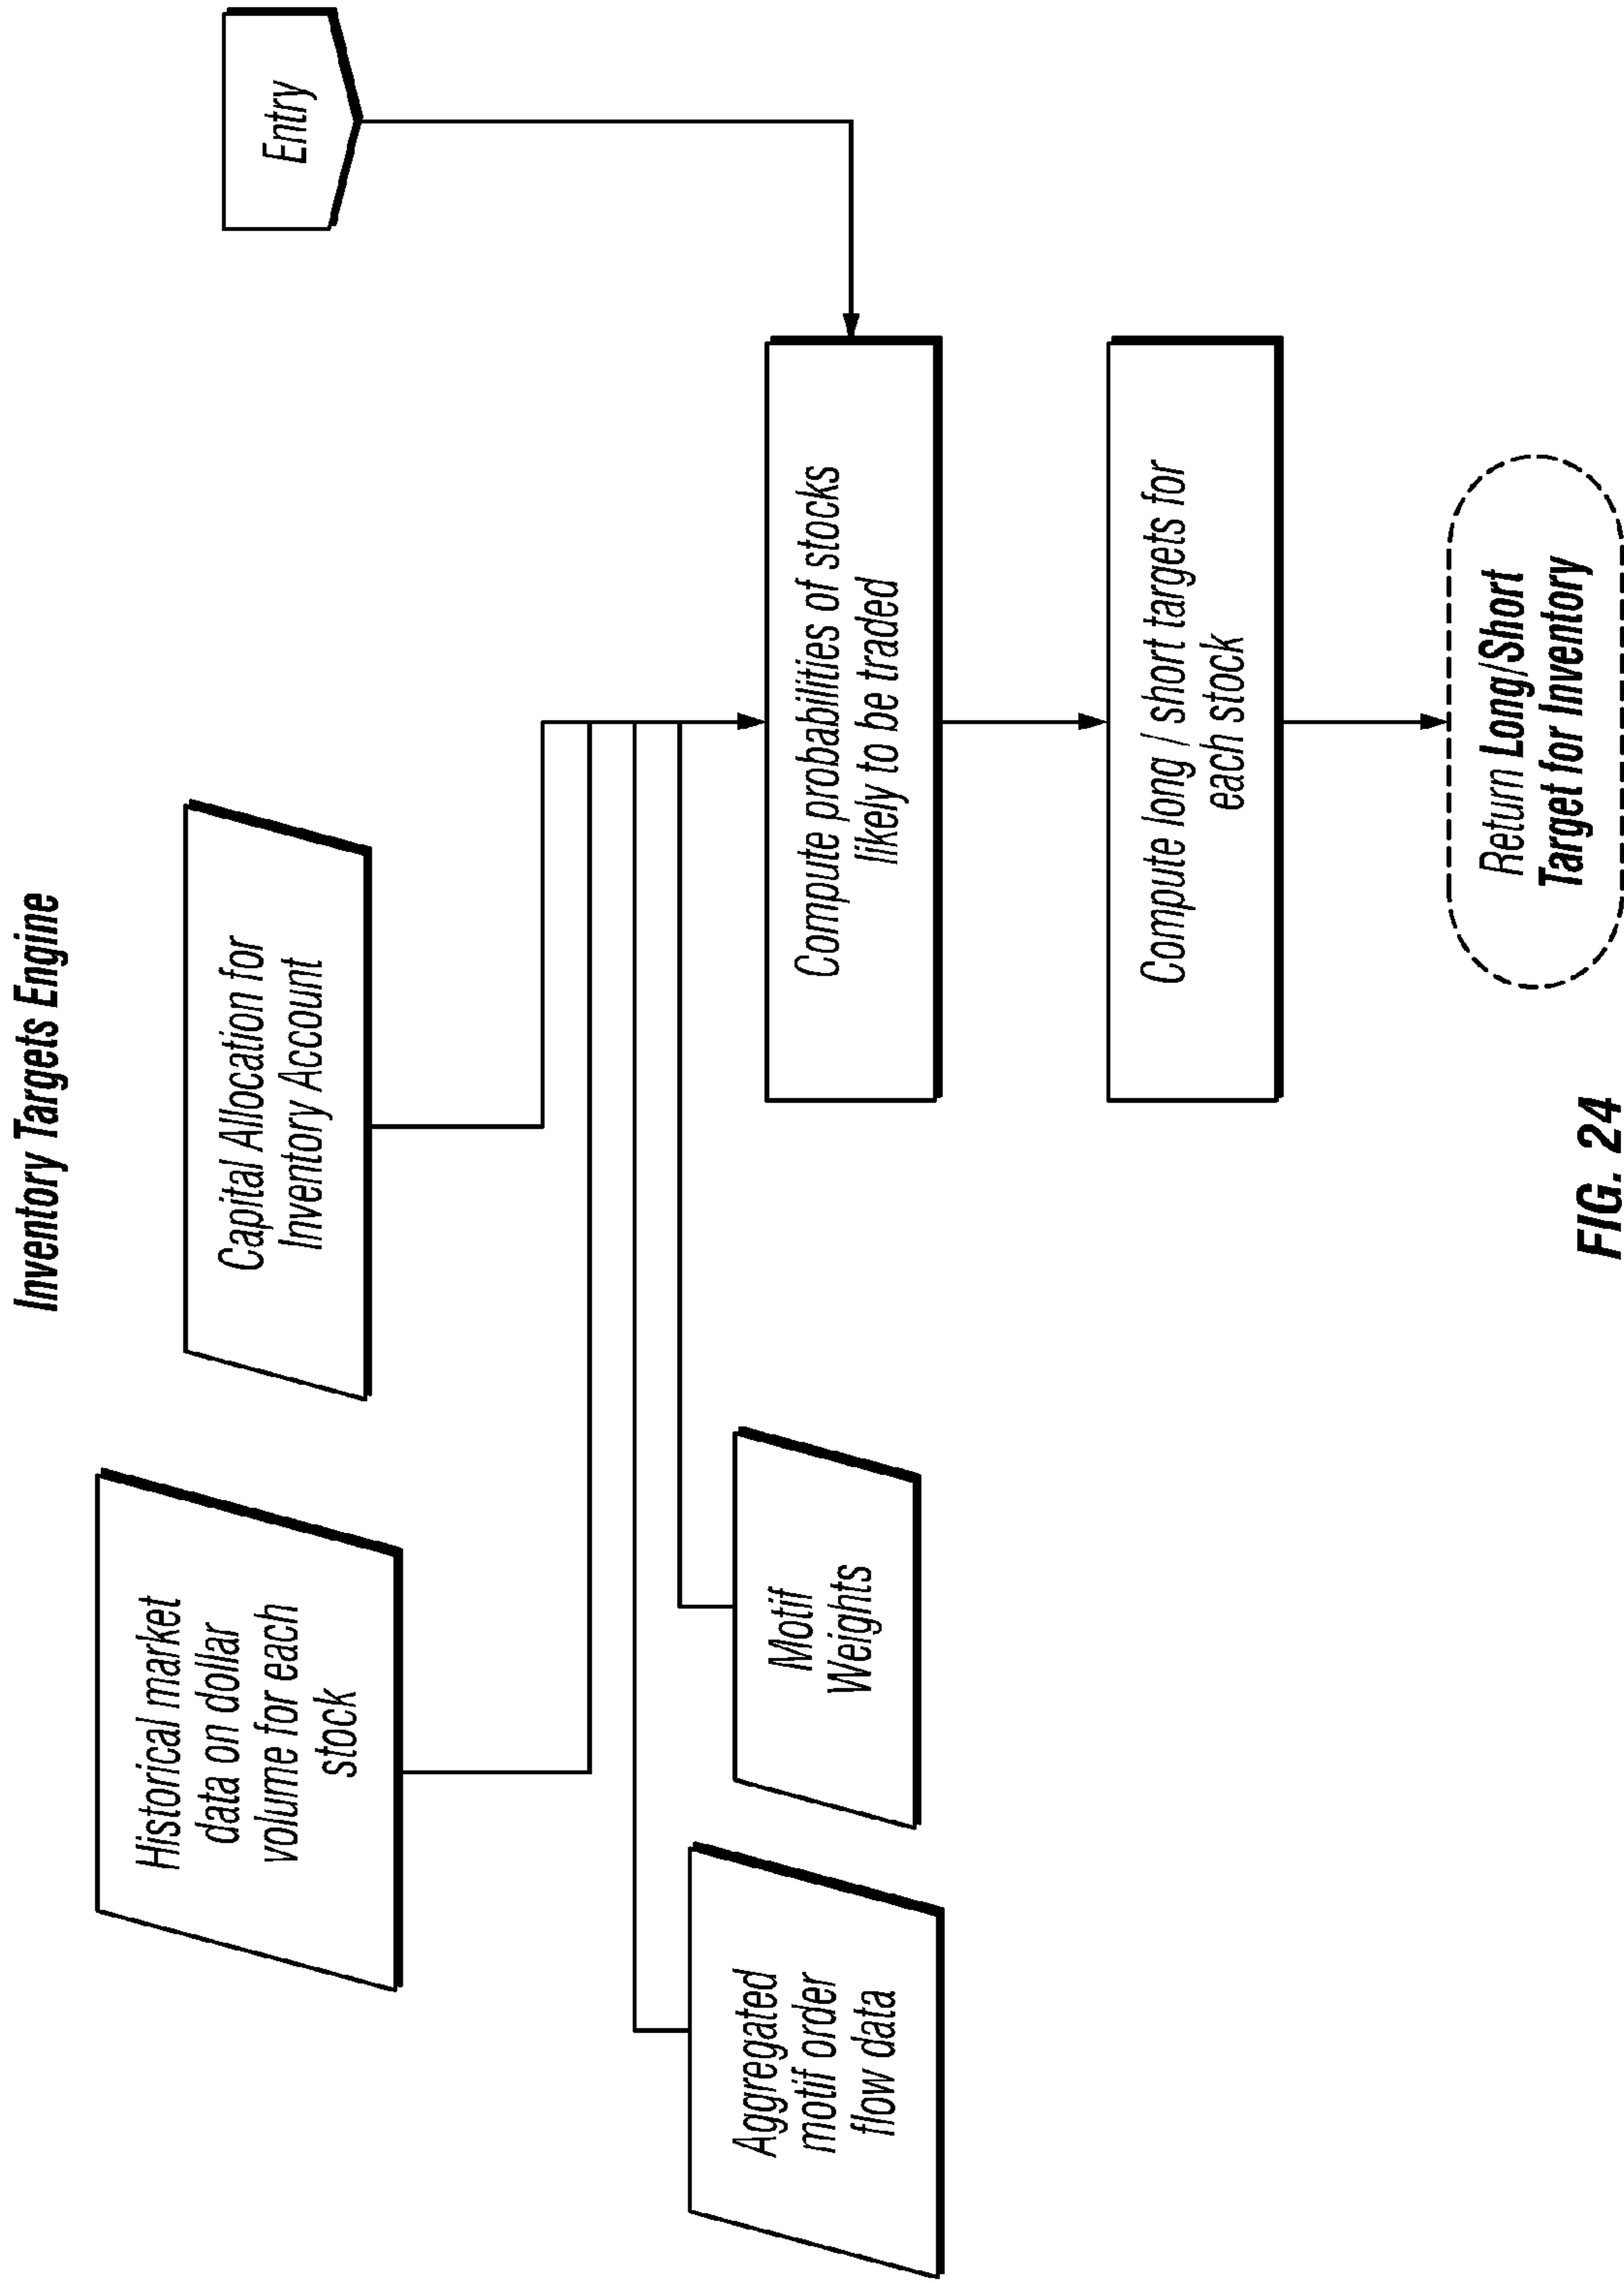 Inventory Targets Engine
Historical market
data on dollar
volume for each
stock
Capital Allocation for
Inventory Account
Entry
Aggregated
motif order
flow data
Motif
Weights
Compute probabilities of stocks
likely to be traded
Compute long / short targets for
each stock
Return Long/Short
Target for Inventory
FIG. 24